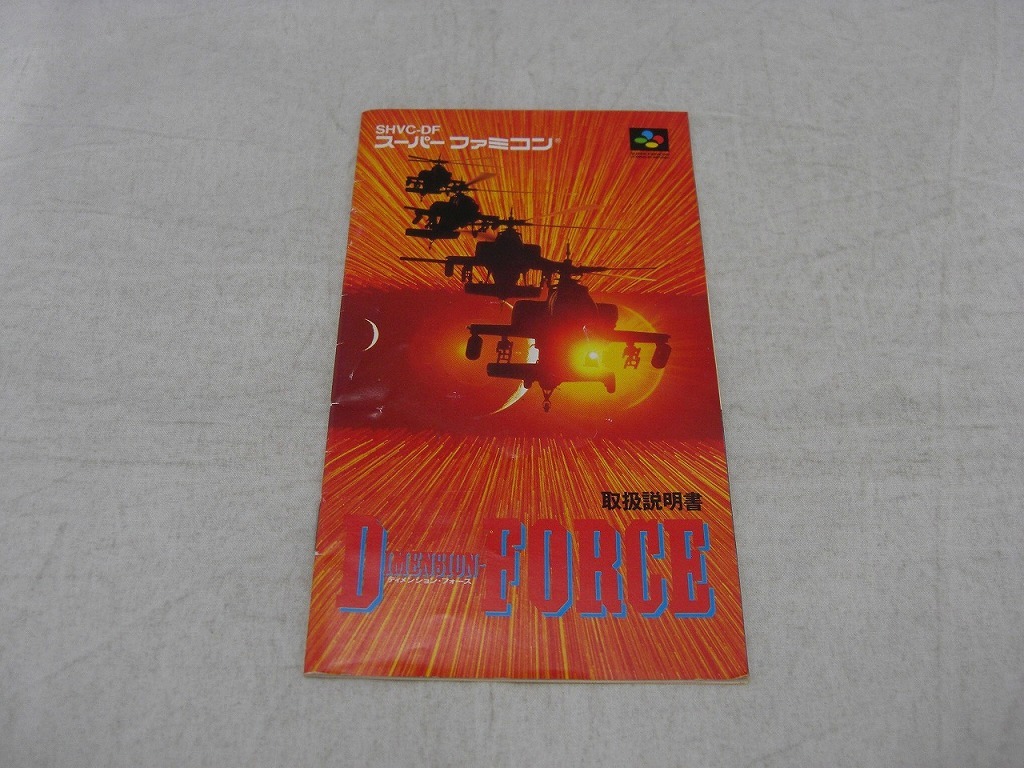 SHVC-DF
スーパーファミコン®
取扱説明書
DIMENSION-FORCE
ディメンション・フォース